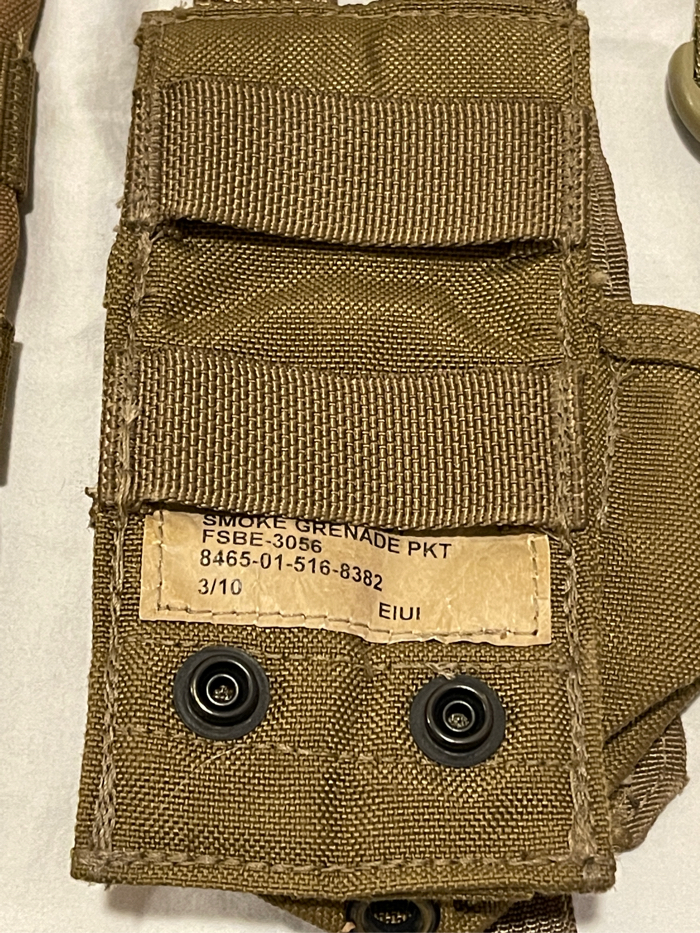 SMOKE GRENADE PKT
FSBE-3056
8465-01-516-8382
3/10
EIUI